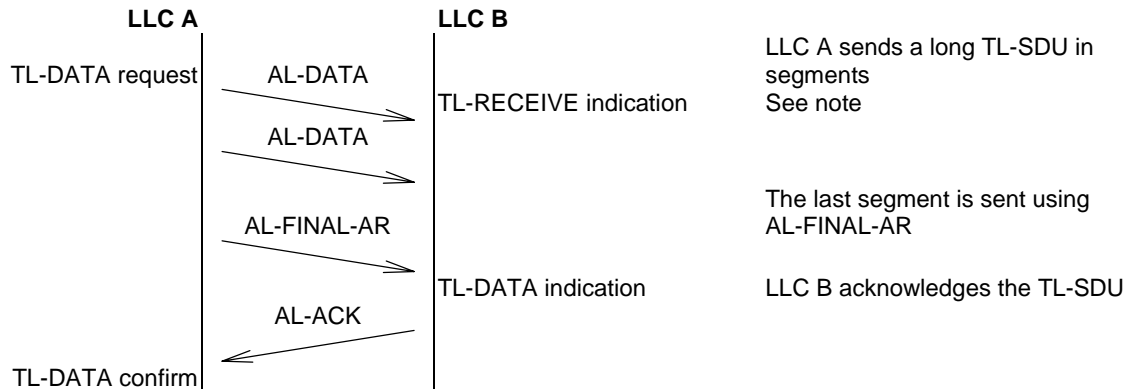 LLC A
LLC B
TL-DATA request
AL-DATA
LLC A sends a long TL-SDU in
segments
TL-RECEIVE indication
See note
AL-DATA
The last segment is sent using
AL-FINAL-AR
AL-FINAL-AR
TL-DATA indication
LLC B acknowledges the TL-SDU
AL-ACK
TL-DATA confirm